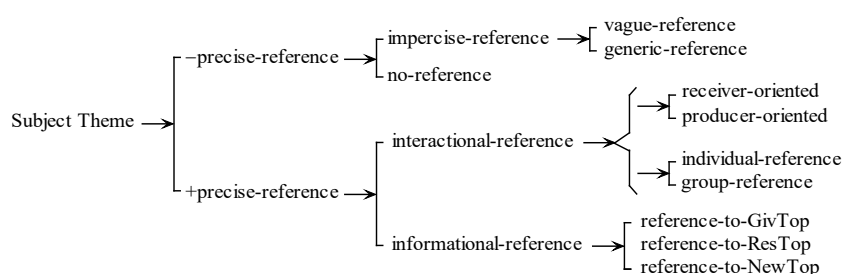 vague-reference
impercise-reference
generic-reference
−precise-reference
no-reference
receiver-oriented
producer-oriented
Subject Theme
interactional-reference
individual-reference
group-reference
+precise-reference
reference-to-GivTop
informational-reference
reference-to-ResTop
reference-to-NewTop